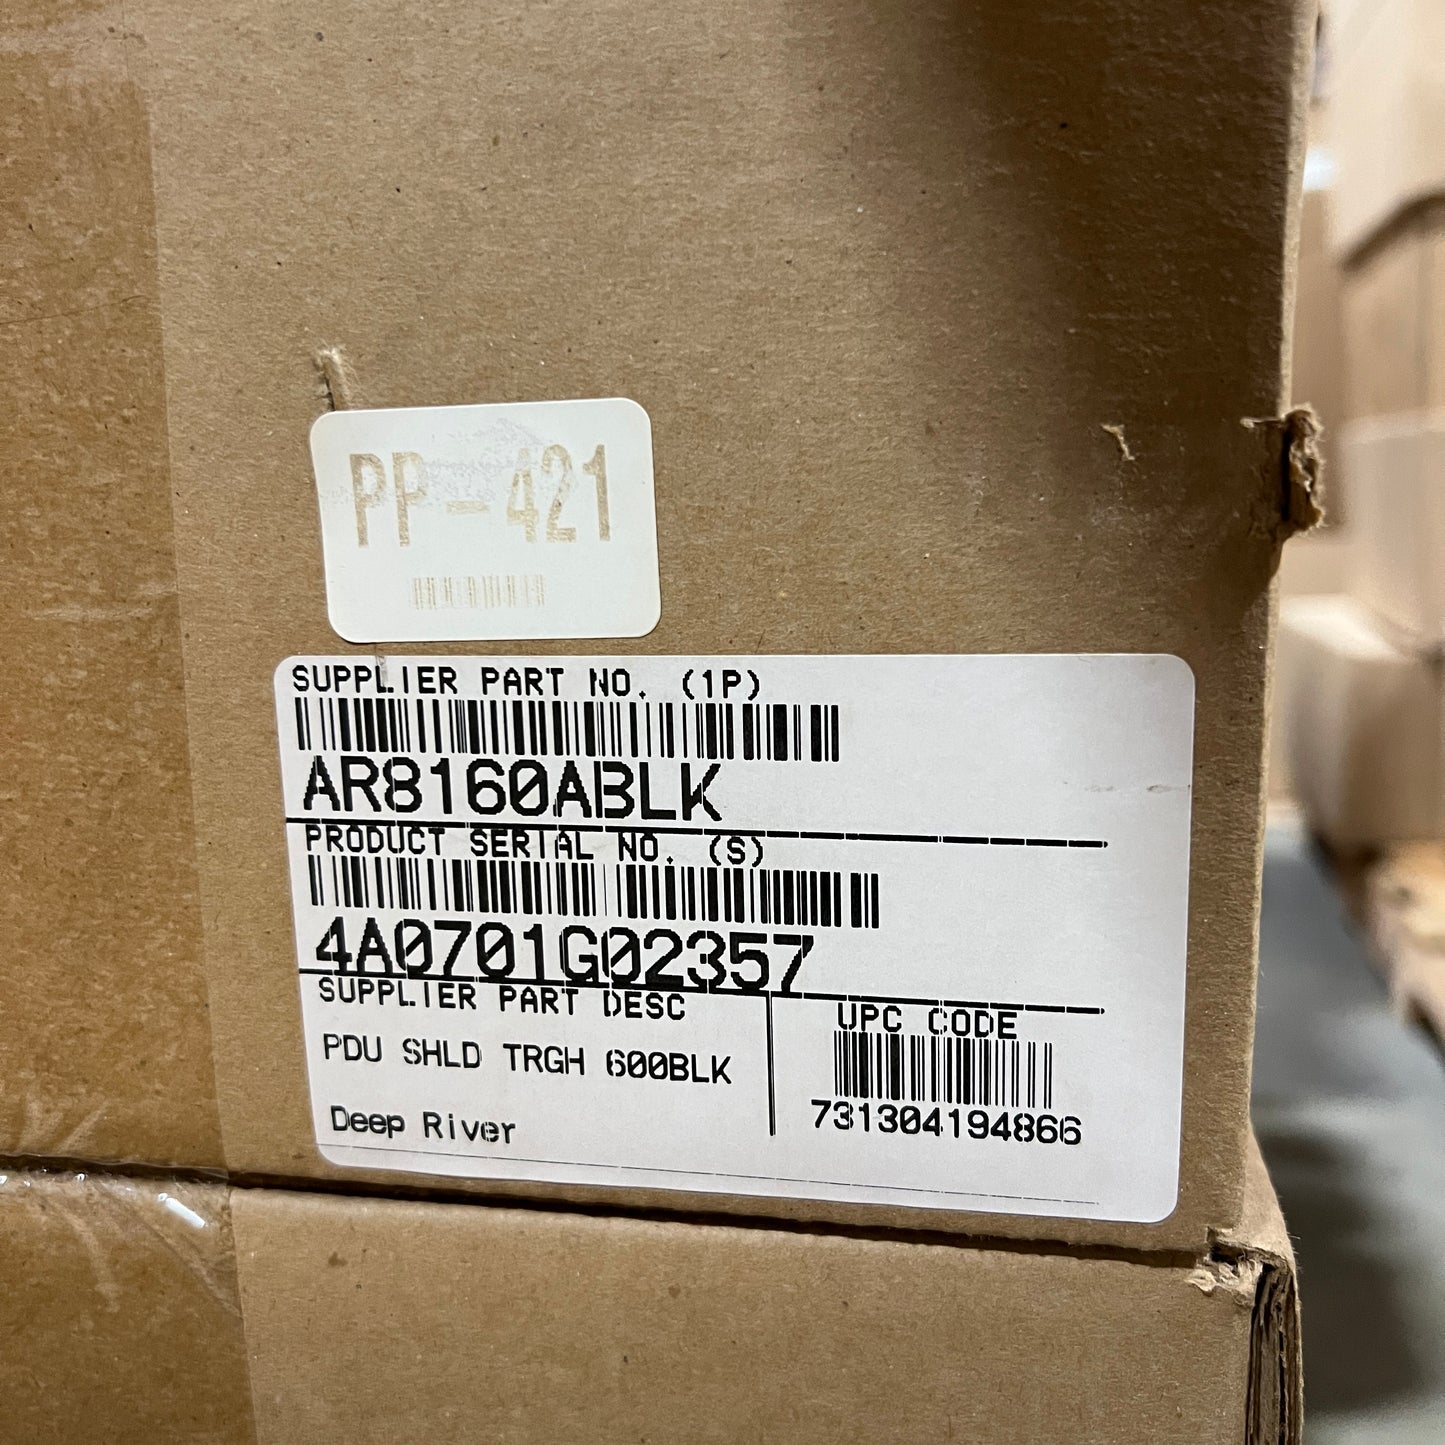 PP-421
SUPPLIER PART NO. (1P)
AR8160ABLK
PRODUCT SERIAL NO. (S)
4A0701G02357
SUPPLIER PART DESC
PDU SHLD TRGH 600BLK
Deep River
UPC CODE
731304194866